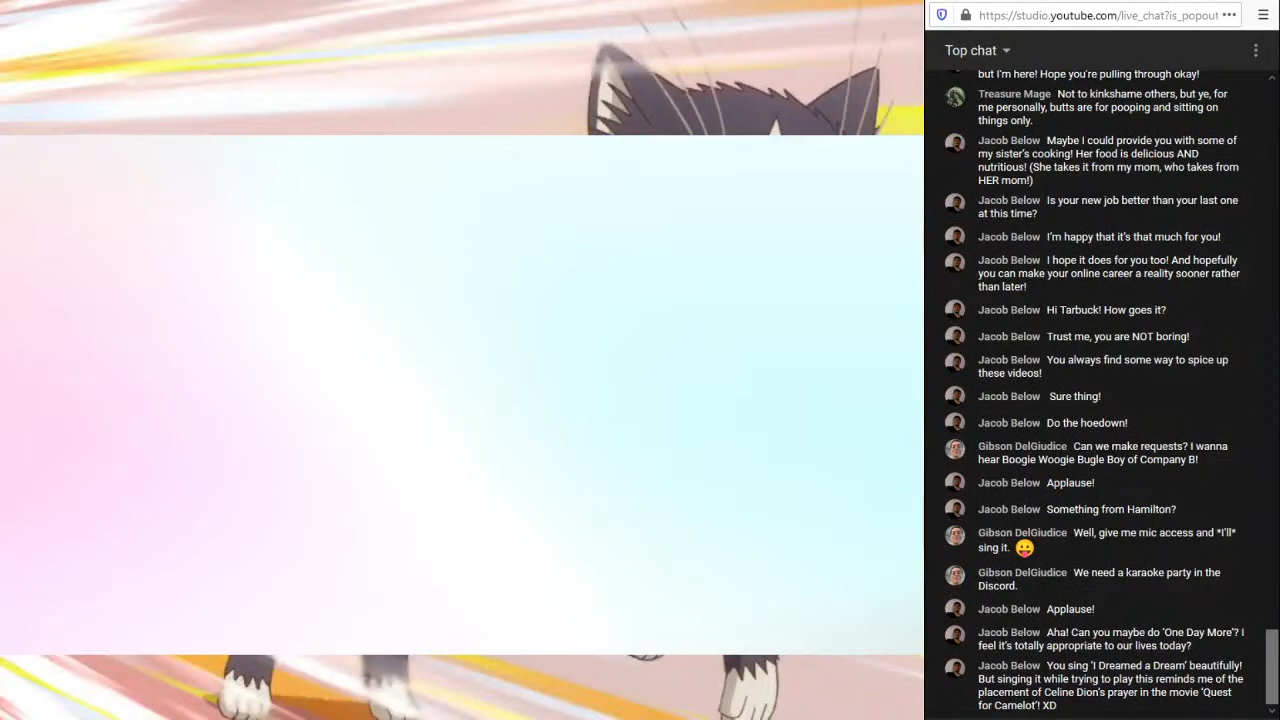 https://studio.youtube.com/live_chat?is_popout
Top chat
but I'm here! Hope you're pulling through okay!
Treasure Mage Not to kinkshame others, but ye, for
me personally, butts are for pooping and sitting on
things only.
Jacob Below Maybe I could provide you with some of
my sister's cooking! Her food is delicious AND
nutritious! (She takes it from my mom, who takes from
HER mom!)
Jacob Below Is your new job better than your last one
at this time?
Jacob Below I'm happy that it's that much for you!
Jacob Below I hope it does for you too! And hopefully
you can make your online career a reality sooner rather
than later!
Jacob Below Hi Tarbuck! How goes it?
Jacob Below Trust me, you are NOT boring!
Jacob Below You always find some way to spice up
these videos!
Jacob Below Sure thing!
Jacob Below Do the hoedown!
Gibson DelGiudice Can we make requests? I wanna
hear Boogie Woogie Bugle Boy of Company B!
Jacob Below Applause!
Jacob Below Something from Hamilton?
Gibson DelGiudice Well, give me mic access and *I'll*
sing it. 😛
Gibson DelGiudice We need a karaoke party in the
Discord.
Jacob Below Applause!
Jacob Below Aha! Can you maybe do 'One Day More'? I
feel it's totally appropriate to our lives today?
Jacob Below You sing 'I Dreamed a Dream' beautifully!
But singing it while trying to play this reminds me of the
placement of Celine Dion's prayer in the movie 'Quest
for Camelot'! XD